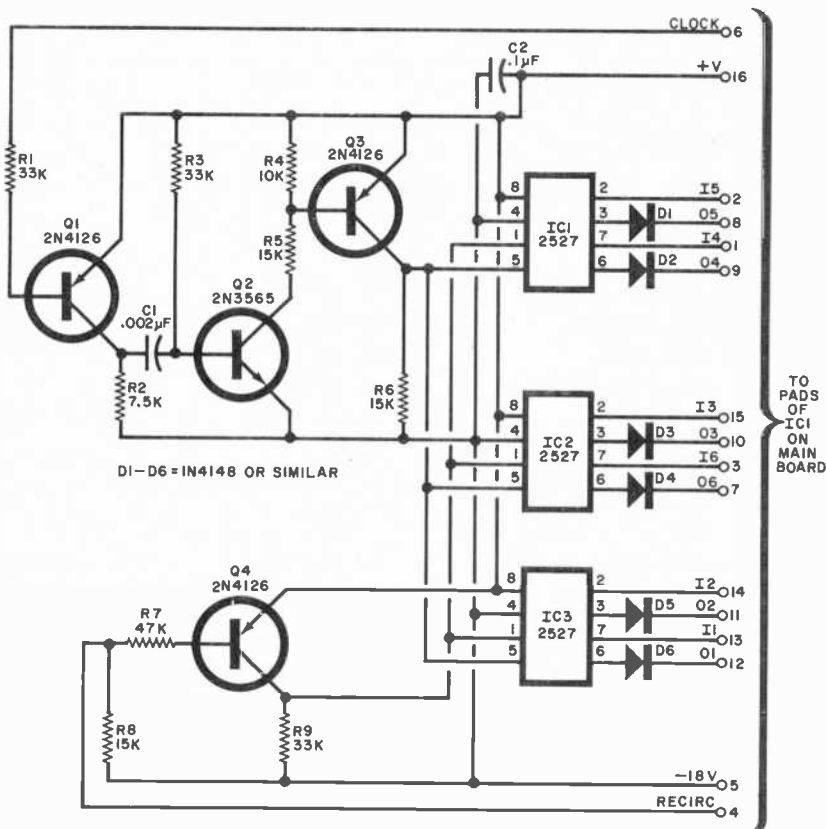 CLOCK 6
C2
.1µF
+V 16
R1
33K
R3
33K
R4
10K
Q3
2N4126
Q1
2N4126
R5
15K
C1
.002µF
Q2
2N3565
R2
7.5K
R6
15K
8
4
1
5
IC1
2527
2 I5 2
3 D1 O5 8
7 I4 1
6 D2 O4 9
8
4
1
5
IC2
2527
2 I3 15
3 D3 O3 10
7 I6 3
6 D4 O6 7
TO
PADS
OF
IC1
ON
MAIN
BOARD
D1-D6 = IN4148 OR SIMILAR
Q4
2N4126
R7
47K
R8
15K
R9
33K
8
4
1
5
IC3
2527
2 I2 14
3 D5 O2 11
7 I1 13
6 D6 O1 12
-18V 5
RECIRC 4